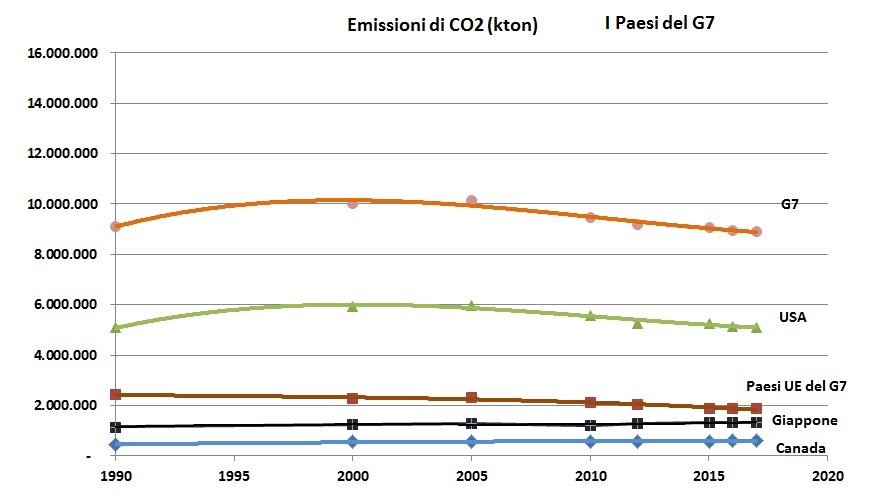 Emissioni di CO2 (kton) I Paesi del G7
16.000.000
14.000.000
12.000.000
10.000.000
G7
8.000.000
6.000.000
USA
4.000.000
Paesi UE del G7
2.000.000
Giappone
Canada
-
1990 1995 2000 2005 2010 2015 2020